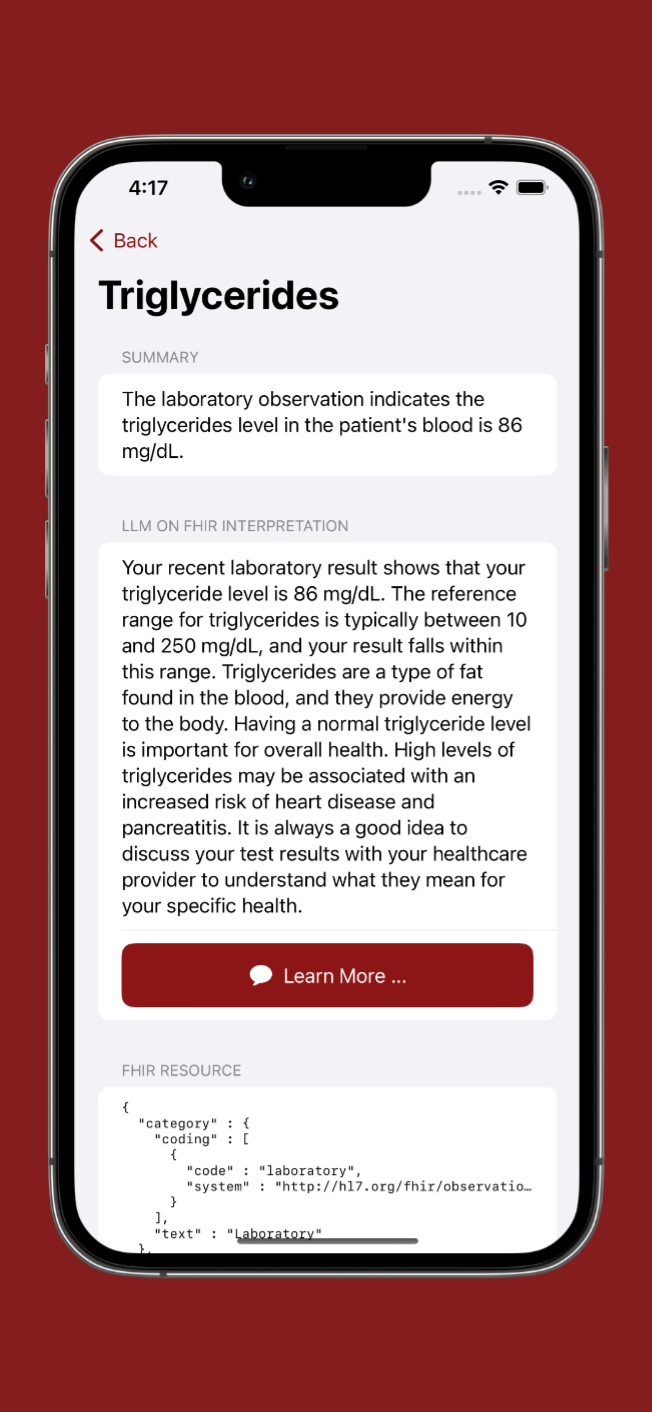 4:17
Back
Triglycerides
SUMMARY
The laboratory observation indicates the
triglycerides level in the patient's blood is 86
mg/dL.
LLM ON FHIR INTERPRETATION
Your recent laboratory result shows that your
triglyceride level is 86 mg/dL. The reference
range for triglycerides is typically between 10
and 250 mg/dL, and your result falls within
this range. Triglycerides are a type of fat
found in the blood, and they provide energy
to the body. Having a normal triglyceride level
is important for overall health. High levels of
triglycerides may be associated with an
increased risk of heart disease and
pancreatitis. It is always a good idea to
discuss your test results with your healthcare
provider to understand what they mean for
your specific health.
Learn More ...
FHIR RESOURCE
{
"category" : {
"coding" : [
{
"code" : "laboratory",
"system" : "http://hl7.org/fhir/observatio...
}
],
"text" : "Laboratory"
},